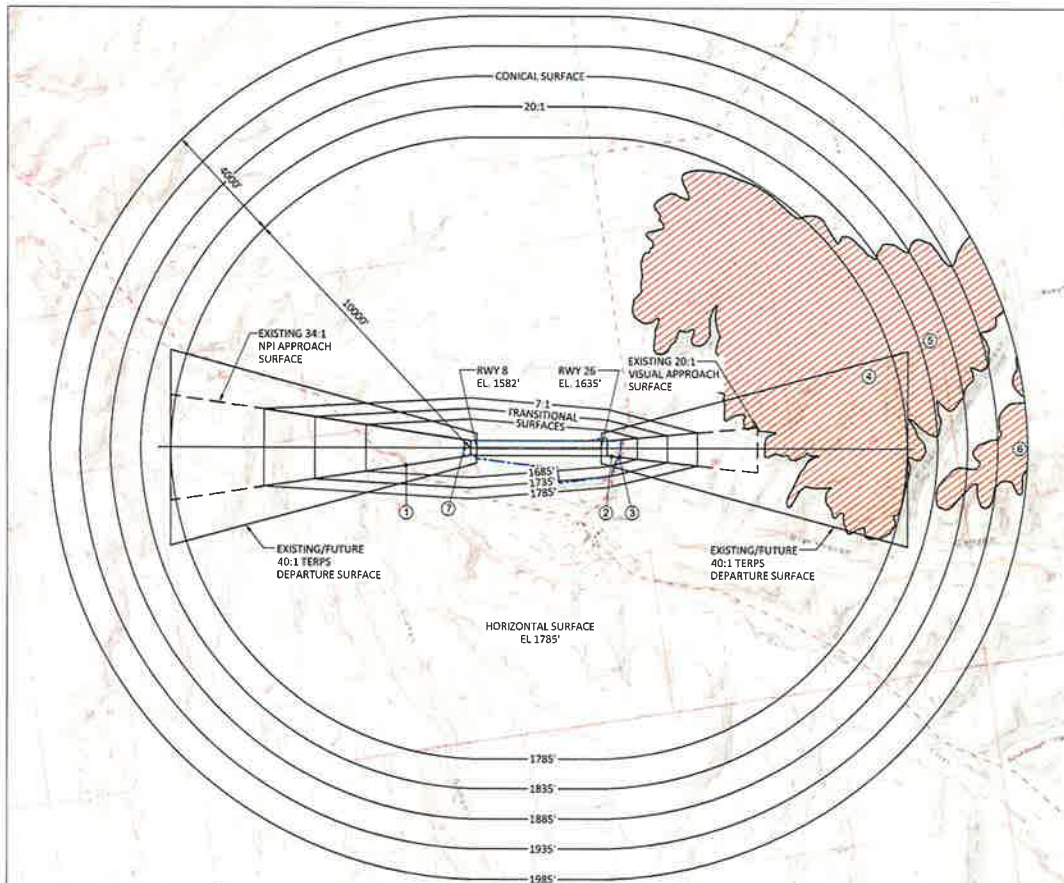 CONICAL SURFACE
20:1
4000'
10000'
EXISTING 34:1
NPI APPROACH
SURFACE
RWY 8
EL. 1582'
RWY 26
EL. 1635'
EXISTING 20:1
VISUAL APPROACH
SURFACE
7:1
TRANSITIONAL
SURFACES
1685'
1735'
1785'
1
7
2
3
4
5
6
EXISTING/FUTURE
40:1 TERPS
DEPARTURE SURFACE
EXISTING/FUTURE
40:1 TERPS
DEPARTURE SURFACE
HORIZONTAL SURFACE
EL 1785'
1785'
1835'
1885'
1935'
1985'